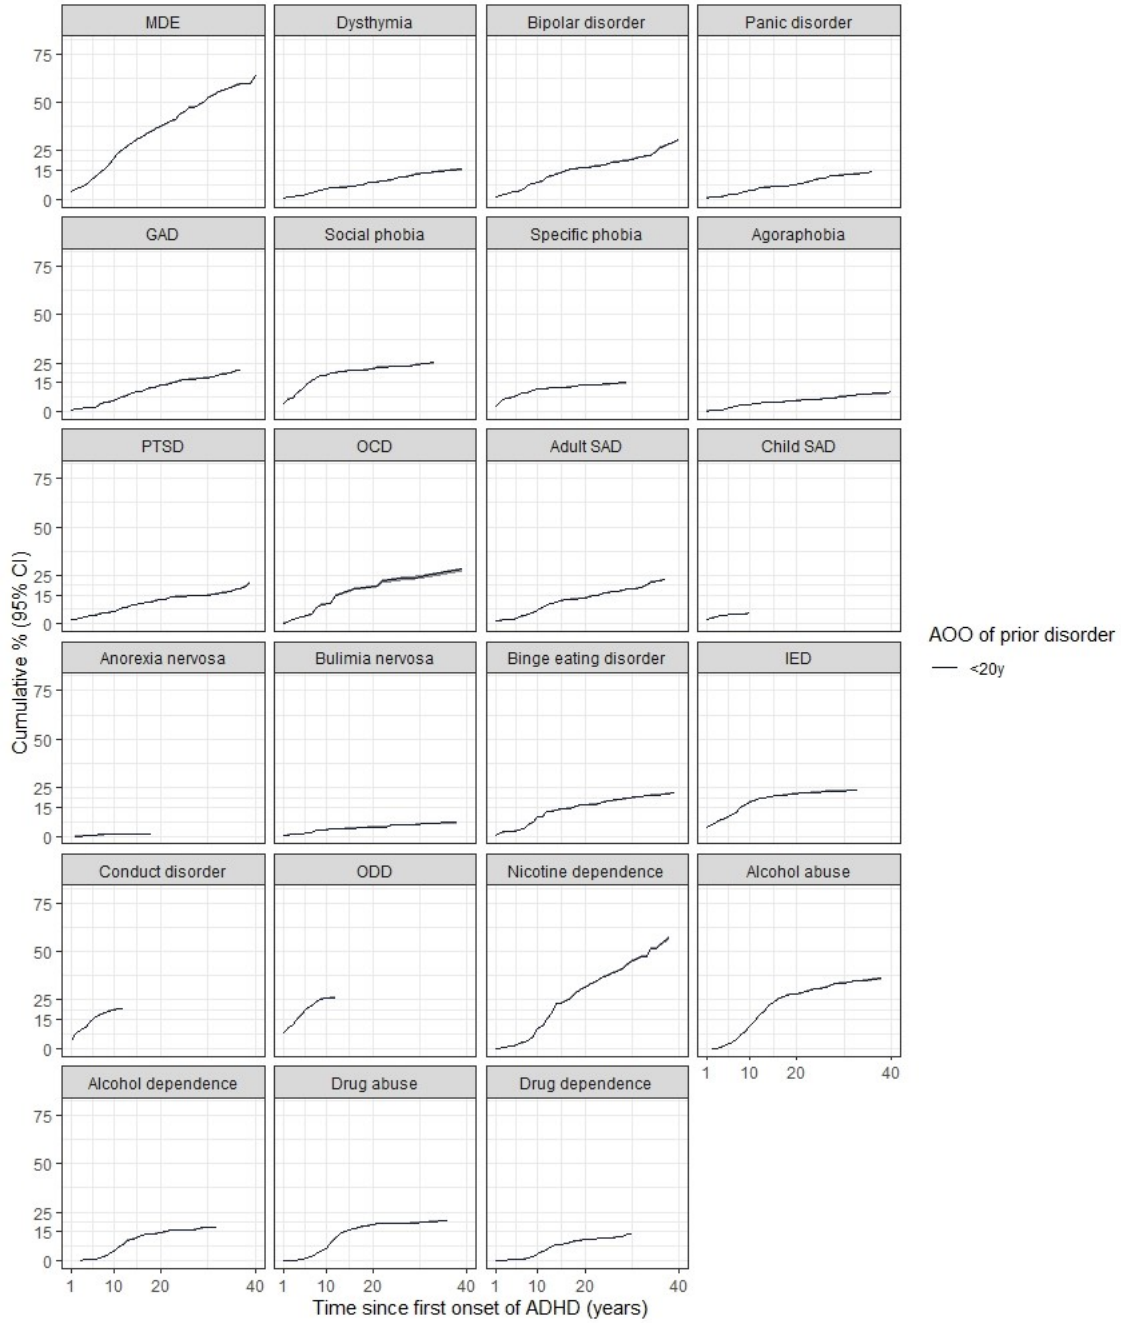 MDE Dysthymia Bipolar disorder Panic disorder
75
50
25
15
0
GAD Social phobia Specific phobia Agoraphobia
75
50
25
15
0
PTSD OCD Adult SAD Child SAD
75
50
25
15
0
Cumulative % (95% CI)
AOO of prior disorder
<20y
Anorexia nervosa Bulimia nervosa Binge eating disorder IED
75
50
25
15
0
Conduct disorder ODD Nicotine dependence Alcohol abuse
75
50
25
15
0
1 10 20 40
Alcohol dependence Drug abuse Drug dependence
75
50
25
15
0
1 10 20 40 1 10 20 40 1 10 20 40
Time since first onset of ADHD (years)